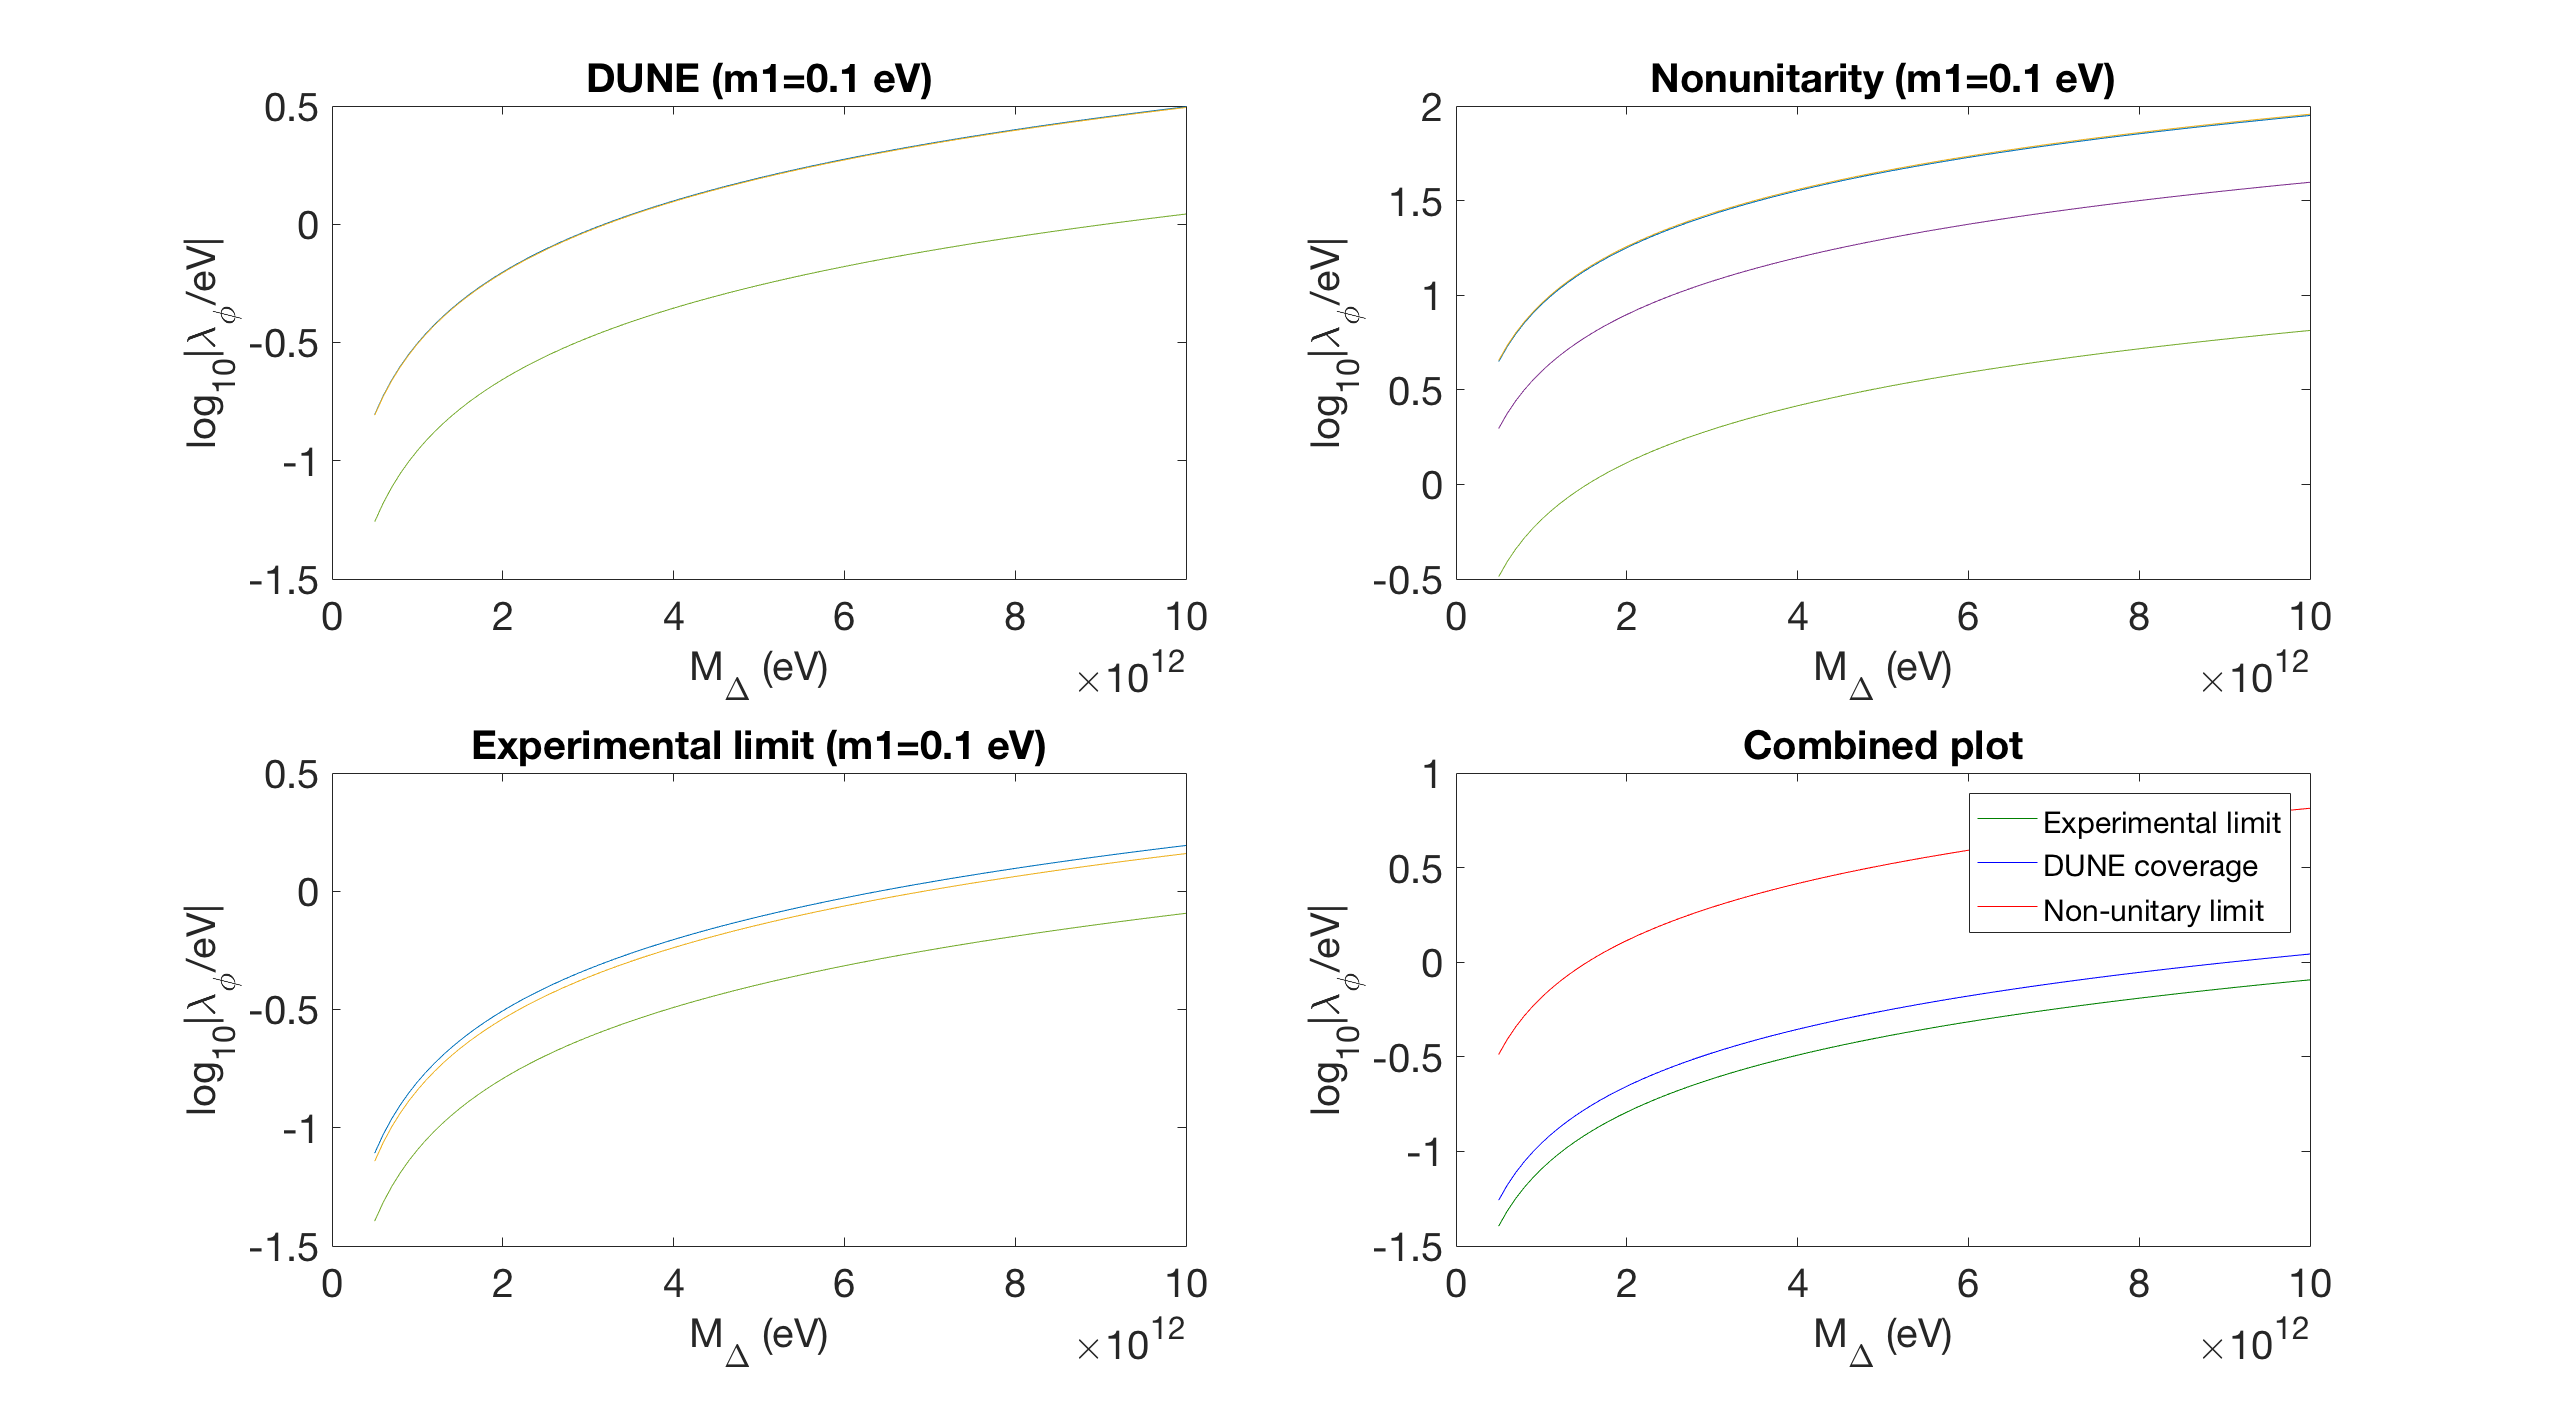 DUNE (m1=0.1 eV)
0.5
0
-0.5
-1
-1.5
log10|λϕ/eV|
0 2 4 6 8 10
MΔ (eV)
×10^12
Nonunitarity (m1=0.1 eV)
2
1.5
1
0.5
0
-0.5
log10|λϕ/eV|
0 2 4 6 8 10
MΔ (eV)
×10^12
Experimental limit (m1=0.1 eV)
0.5
0
-0.5
-1
-1.5
log10|λϕ/eV|
0 2 4 6 8 10
MΔ (eV)
×10^12
Combined plot
1
0.5
0
-0.5
-1
-1.5
log10|λϕ/eV|
Experimental limit
DUNE coverage
Non-unitary limit
0 2 4 6 8 10
MΔ (eV)
×10^12